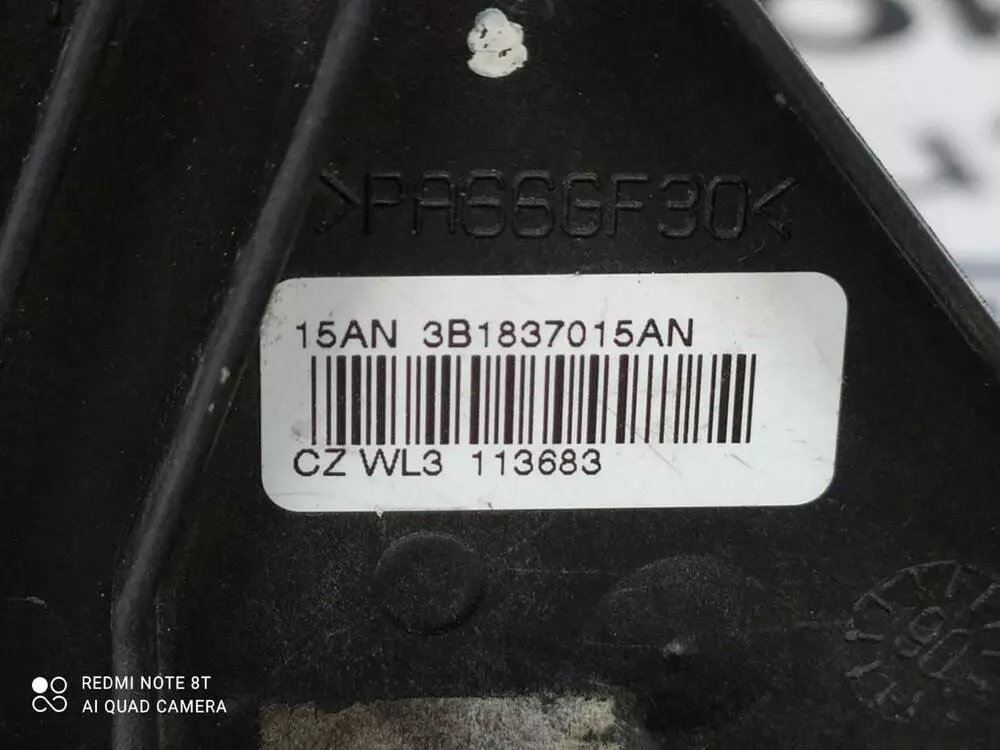 >PA66GF30<
15AN 3B1837015AN
CZ WL3 113683
REDMI NOTE 8T
AI QUAD CAMERA